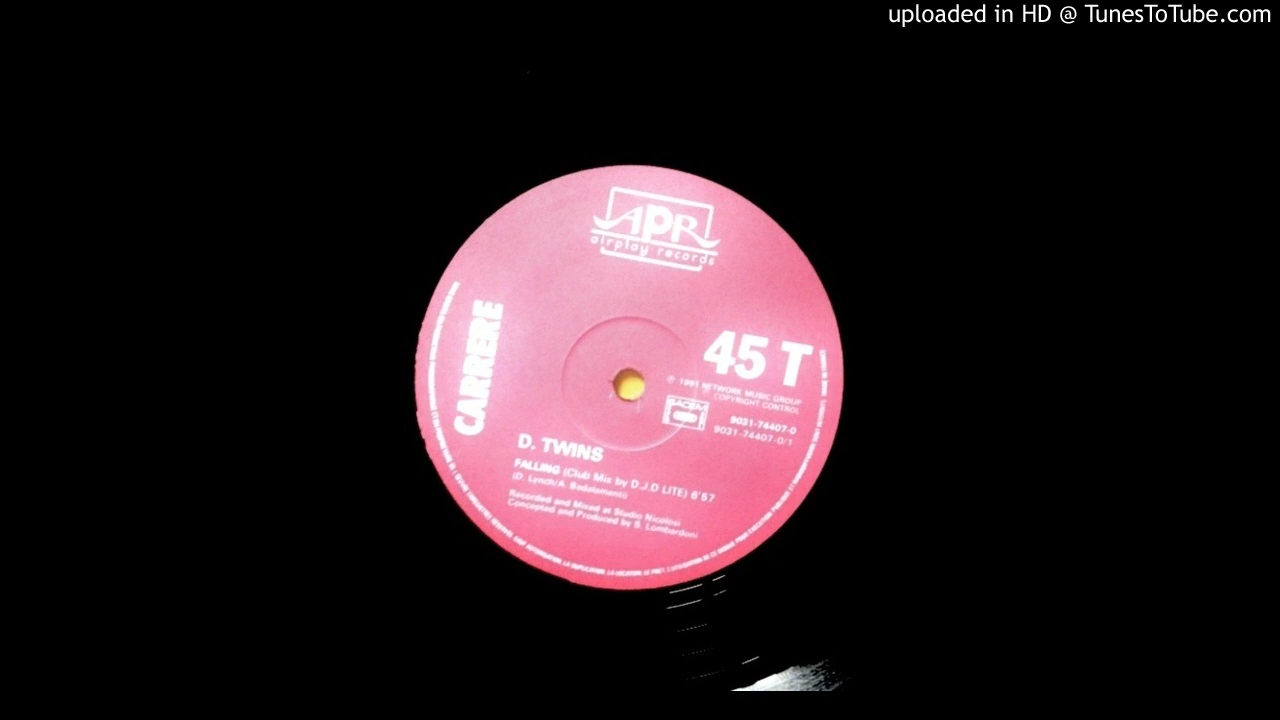 uploaded in HD @ TunesToTube.com
APR
airplay records
CARRERE
45 T
℗ 1991 NETWORK MUSIC GROUP
COPYRIGHT CONTROL
SACEM
9031-74407-0
9031-74407-0/1
D. TWINS
FALLING (Club Mix by D.J.D LITE) 6'57
(D. Lynch/A. Badalamenti)
Recorded and Mixed at Studio Nicolosi
Concepted and Produced by S. Lombardoni